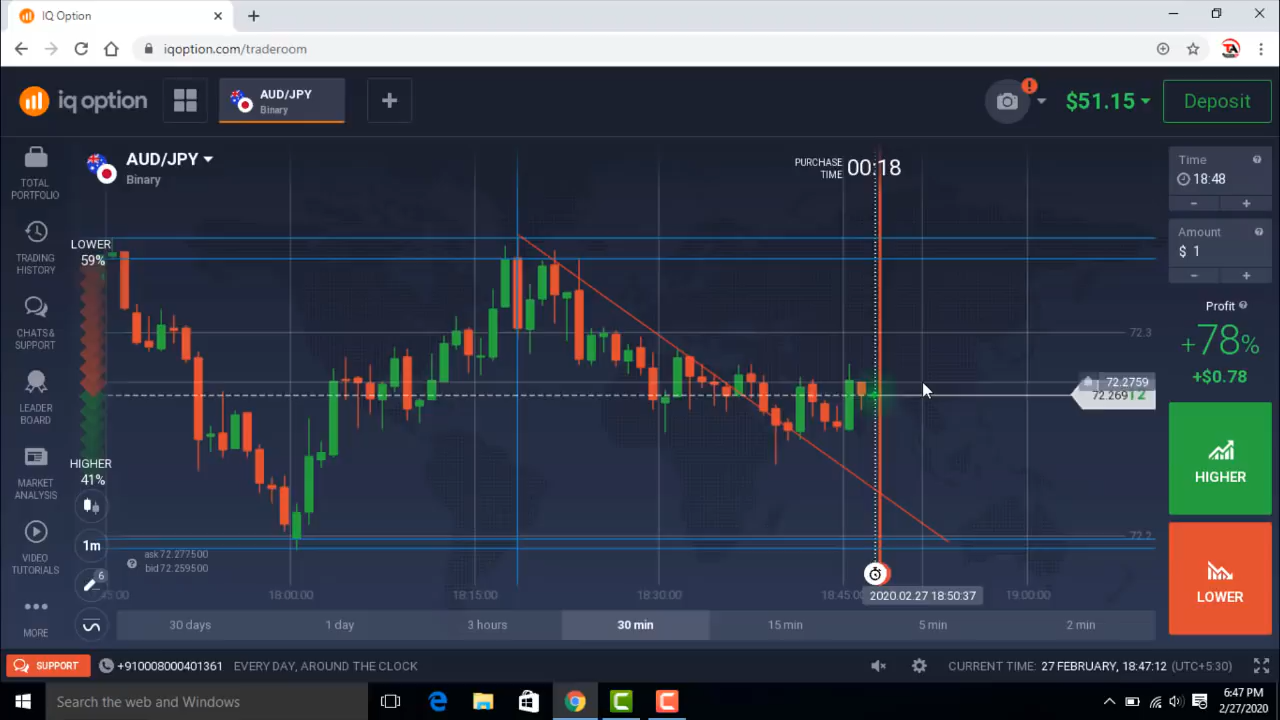 IQ Option
iqoption.com/traderoom
iq option
AUD/JPY
Binary
$51.15
Deposit
TOTAL
PORTFOLIO
TRADING
HISTORY
CHATS &
SUPPORT
LEADER
BOARD
MARKET
ANALYSIS
VIDEO
TUTORIALS
MORE
AUD/JPY
Binary
LOWER
59%
HIGHER
41%
1m
6
ask 72.277500
bid 72.259500
PURCHASE
TIME
00:18
72.3
72.2759
72.2
45:00
18:00:00
18:15:00
18:30:00
18:45:00
2020.02.27 18:50:37
19:00:00
30 days
1 day
3 hours
30 min
15 min
5 min
2 min
Time
18:48
- +
Amount
$ 1
- +
Profit
+78%
+$0.78
HIGHER
LOWER
SUPPORT
+910008000401361
EVERY DAY, AROUND THE CLOCK
CURRENT TIME: 27 FEBRUARY, 18:47:12 (UTC+5:30)
Search the web and Windows
6:47 PM
2/27/2020